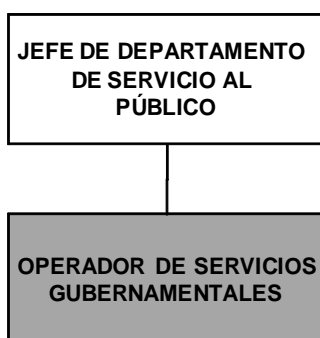 JEFE DE DEPARTAMENTO
DE SERVICIO AL
PÚBLICO
OPERADOR DE SERVICIOS
GUBERNAMENTALES